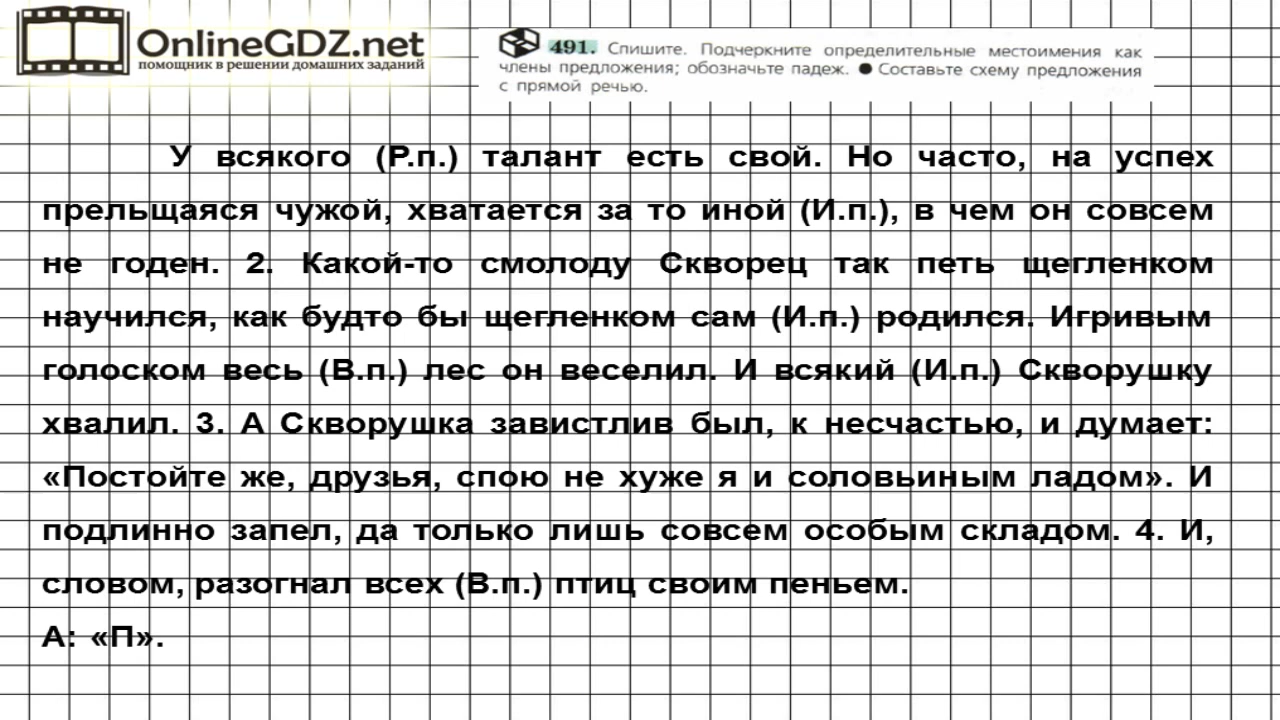 OnlineGDZ.net
помощник в решении домашних заданий
491. Спишите. Подчеркните определительные местоимения как
члены предложения; обозначьте падеж. ● Составьте схему предложения
с прямой речью.
У всякого (Р.п.) талант есть свой. Но часто, на успех
прельщаяся чужой, хватается за то иной (И.п.), в чем он совсем
не годен. 2. Какой-то смолоду Скворец так петь щегленком
научился, как будто бы щегленком сам (И.п.) родился. Игривым
голоском весь (В.п.) лес он веселил. И всякий (И.п.) Скворушку
хвалил. 3. А Скворушка завистлив был, к несчастью, и думает:
«Постойте же, друзья, спою не хуже я и соловьиным ладом». И
подлинно запел, да только лишь совсем особым складом. 4. И,
словом, разогнал всех (В.п.) птиц своим пеньем.
А: «П».